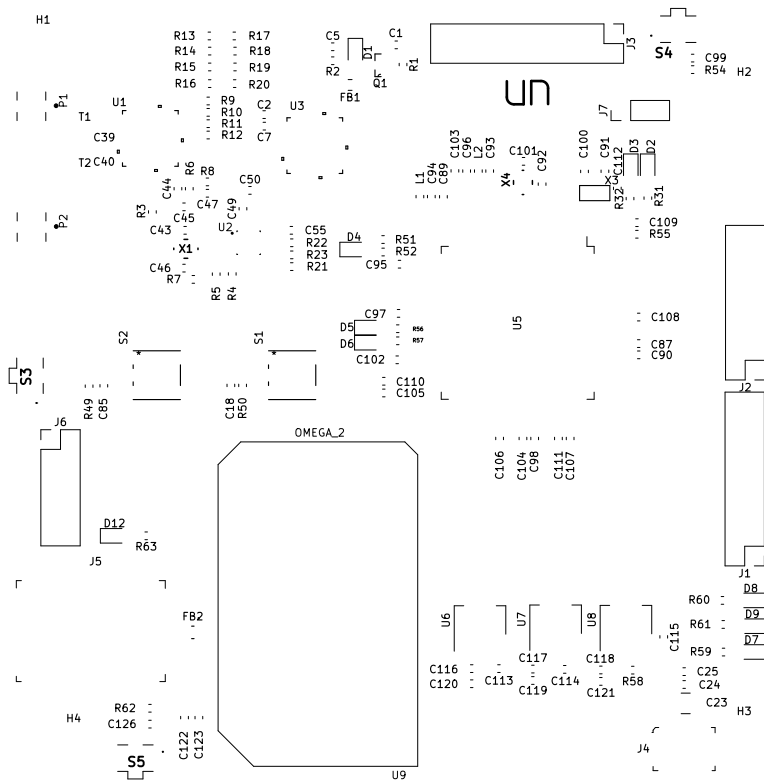 H1
R13
R17
R14
R18
R15
R19
R16
R20
C5
D1
C1
R2
Q1
R1
FB1
J3
S4
C99
R54
H2
P1
T1
U1
R9
R10
R11
R12
C2
C7
U3
un
J7
C39
T2
C40
C44
R6
R8
C47
C50
C49
L1
C94
C89
C103
C96
L2
C93
C101
X4
C92
C100
C91
C112
D3
D2
X3
R32
R31
P2
R3
C45
C43
X1
C46
R7
U2
R5
R4
C55
R22
R23
R21
D4
R51
R52
C95
C109
R55
C97
D5
D6
R56
R57
C102
U5
C108
C87
C90
S2
S1
S3
R49
C85
C18
R50
C110
C105
J2
J6
OMEGA_2
C106
C104
C98
C111
C107
D12
R63
J5
J1
FB2
U6
U7
U8
R60
D8
R61
D9
C115
R59
D7
C116
C120
C113
C117
C119
C114
C118
C121
R58
C25
C24
C23
H3
H4
R62
C126
C122
C123
S5
U9
J4